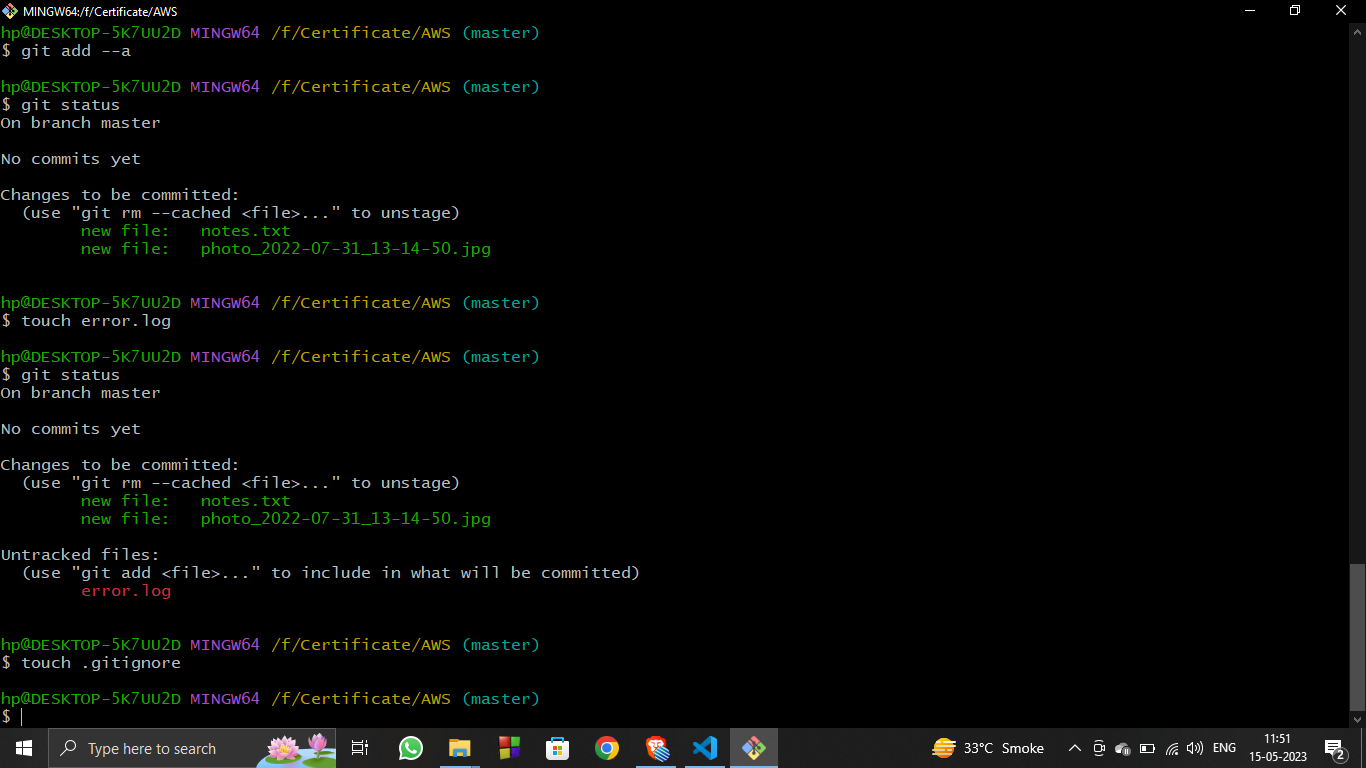 MINGW64:/f/Certificate/AWS
hp@DESKTOP-5K7UU2D MINGW64 /f/Certificate/AWS (master)
$ git add --a
hp@DESKTOP-5K7UU2D MINGW64 /f/Certificate/AWS (master)
$ git status
On branch master
No commits yet
Changes to be committed:
  (use "git rm --cached <file>..." to unstage)
        new file:   notes.txt
        new file:   photo_2022-07-31_13-14-50.jpg
hp@DESKTOP-5K7UU2D MINGW64 /f/Certificate/AWS (master)
$ touch error.log
hp@DESKTOP-5K7UU2D MINGW64 /f/Certificate/AWS (master)
$ git status
On branch master
No commits yet
Changes to be committed:
  (use "git rm --cached <file>..." to unstage)
        new file:   notes.txt
        new file:   photo_2022-07-31_13-14-50.jpg
Untracked files:
  (use "git add <file>..." to include in what will be committed)
        error.log
hp@DESKTOP-5K7UU2D MINGW64 /f/Certificate/AWS (master)
$ touch .gitignore
hp@DESKTOP-5K7UU2D MINGW64 /f/Certificate/AWS (master)
$
Type here to search
33°C Smoke
ENG
11:51
15-05-2023
2